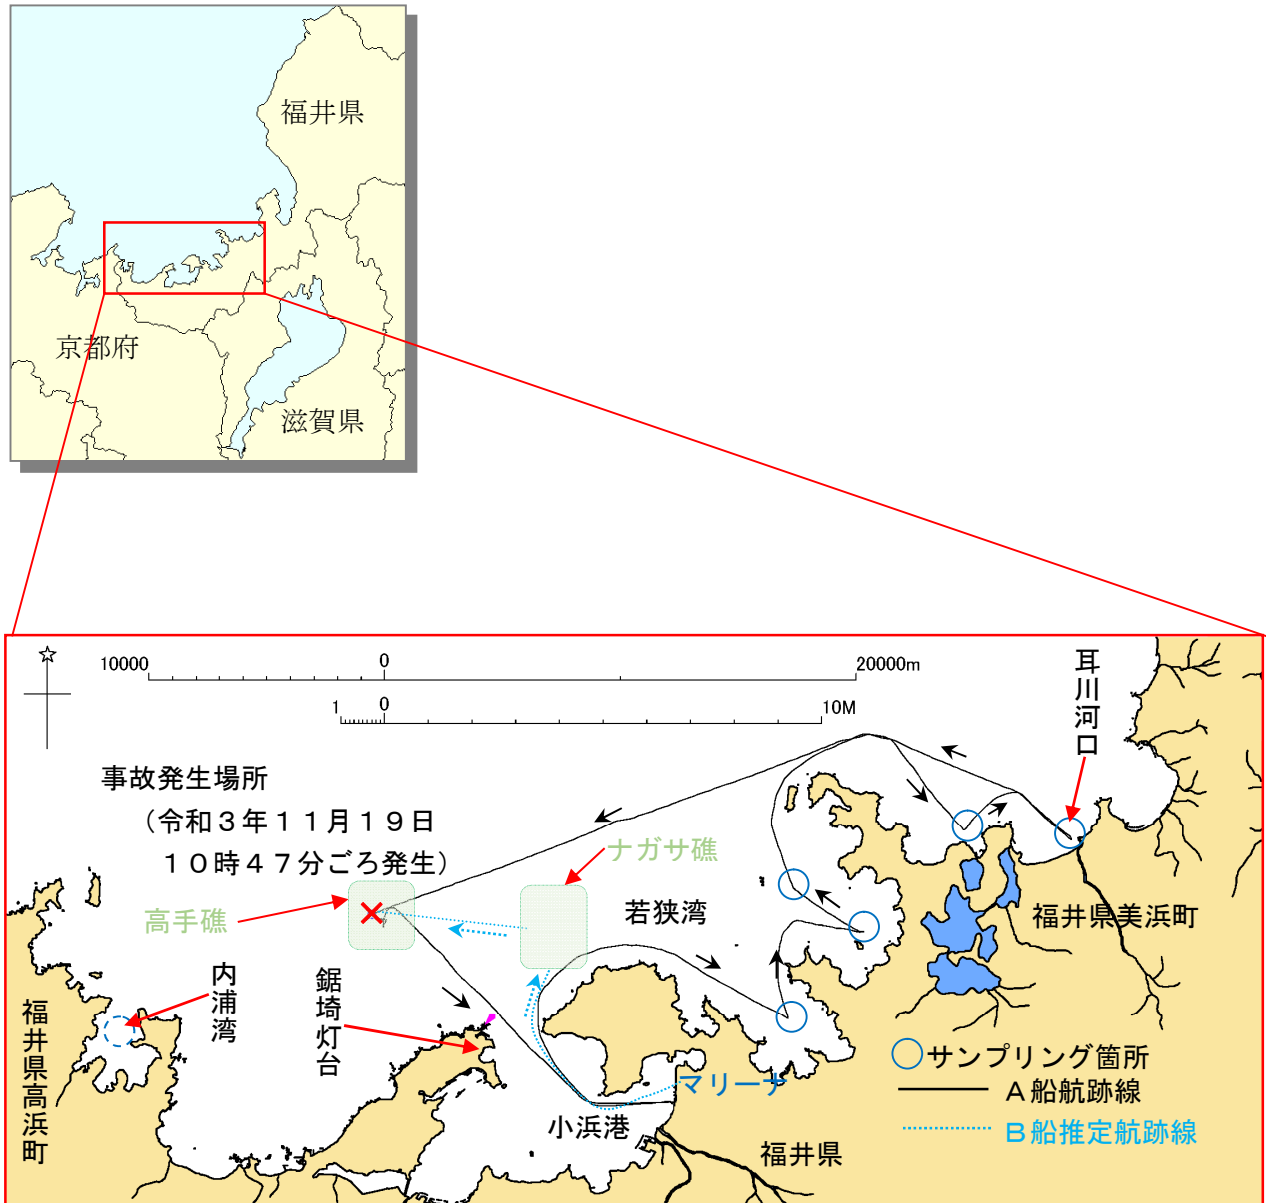 福井県
京都府
滋賀県
10000
0
20000m
1
0
10M
耳川河口
事故発生場所
（令和３年１１月１９日
１０時４７分ごろ発生）
ナガサ礁
高手礁
若狭湾
福井県美浜町
内浦湾
鋸埼灯台
福井県高浜町
サンプリング箇所
マリーナ
Ａ船航跡線
小浜港
Ｂ船推定航跡線
福井県